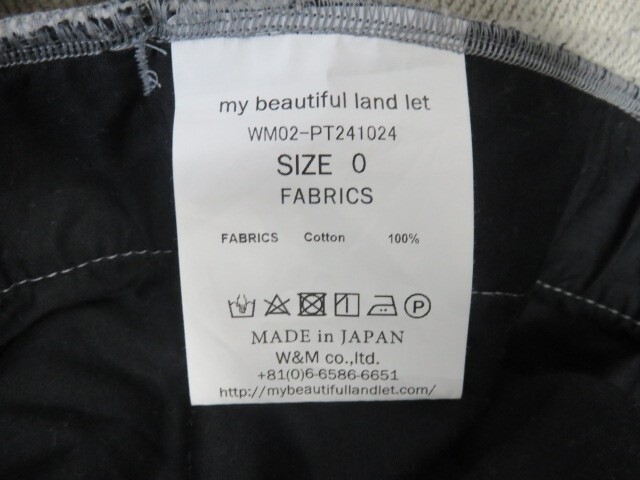 my beautiful land let
WM02-PT241024
SIZE 0
FABRICS
FABRICS Cotton 100%
P
MADE in JAPAN
W&M co.,ltd.
+81(0)6-6586-6651
http://mybeautifullandlet.com/